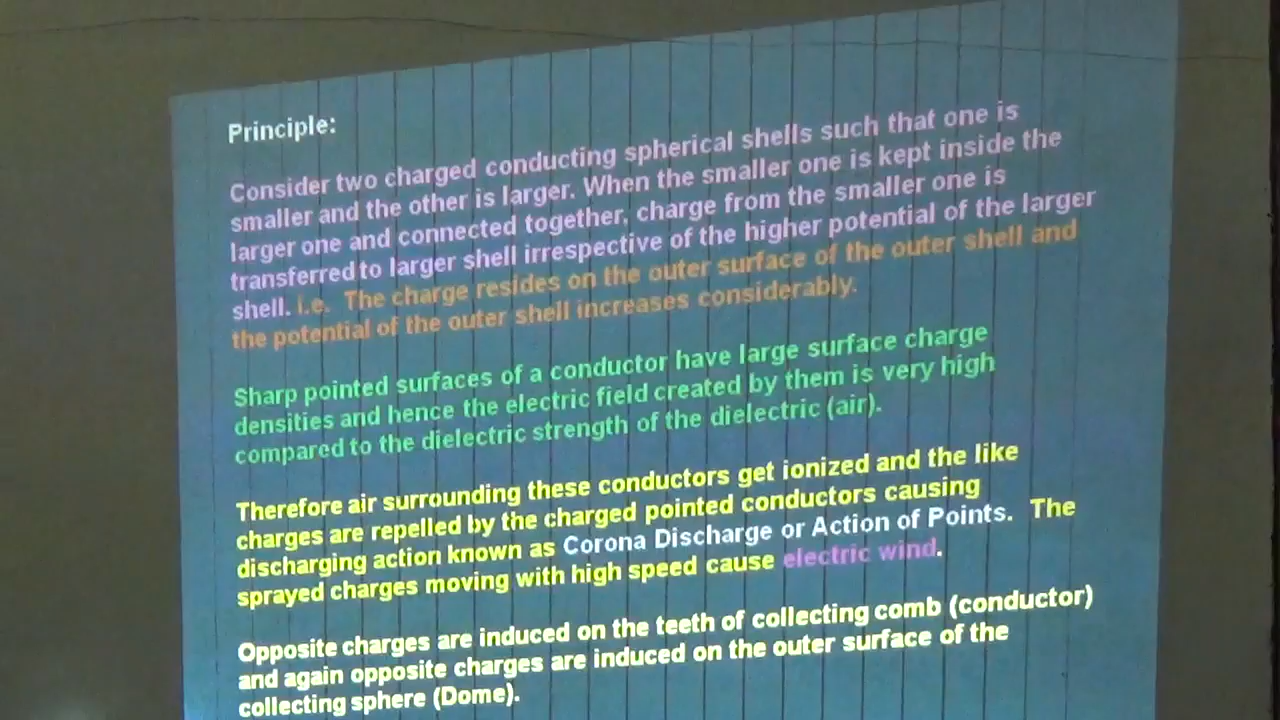 Principle:
Consider two charged conducting spherical shells such that one is
smaller and the other is larger. When the smaller one is kept inside the
larger one and connected together, charge from the smaller one is
transferred to larger shell irrespective of the higher potential of the larger
shell. i.e. The charge resides on the outer surface of the outer shell and
the potential of the outer shell increases considerably.
Sharp pointed surfaces of a conductor have large surface charge
densities and hence the electric field created by them is very high
compared to the dielectric strength of the dielectric (air).
Therefore air surrounding these conductors get ionized and the like
charges are repelled by the charged pointed conductors causing
discharging action known as Corona Discharge or Action of Points. The
sprayed charges moving with high speed cause electric wind.
Opposite charges are induced on the teeth of collecting comb (conductor)
and again opposite charges are induced on the outer surface of the
collecting sphere (Dome).